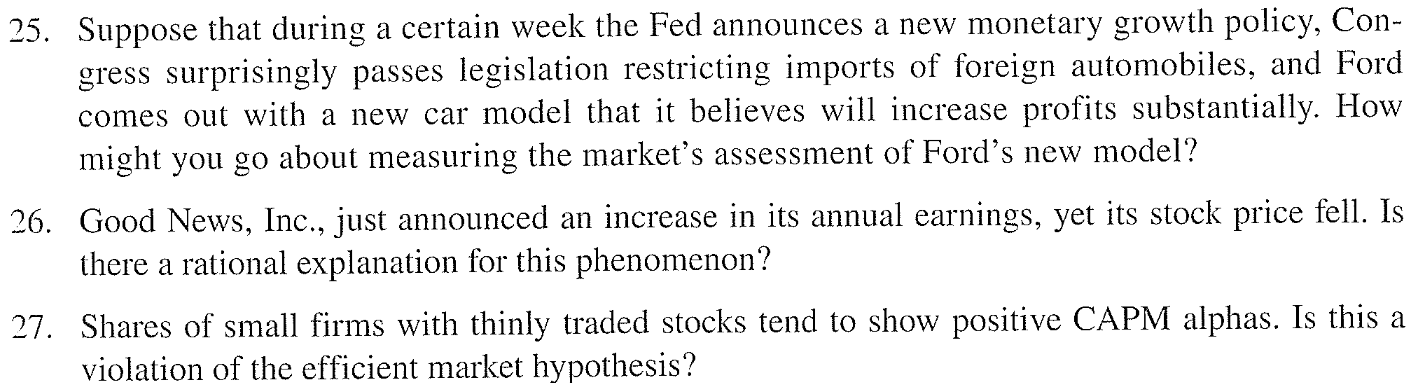 25. Suppose that during a certain week the Fed announces a new monetary growth policy, Con-
gress surprisingly passes legislation restricting imports of foreign automobiles, and Ford
comes out with a new car model that it believes will increase profits substantially. How
might you go about measuring the market's assessment of Ford's new model?
26. Good News, Inc., just announced an increase in its annual earnings, yet its stock price fell. Is
there a rational explanation for this phenomenon?
27. Shares of small firms with thinly traded stocks tend to show positive CAPM alphas. Is this a
violation of the efficient market hypothesis?